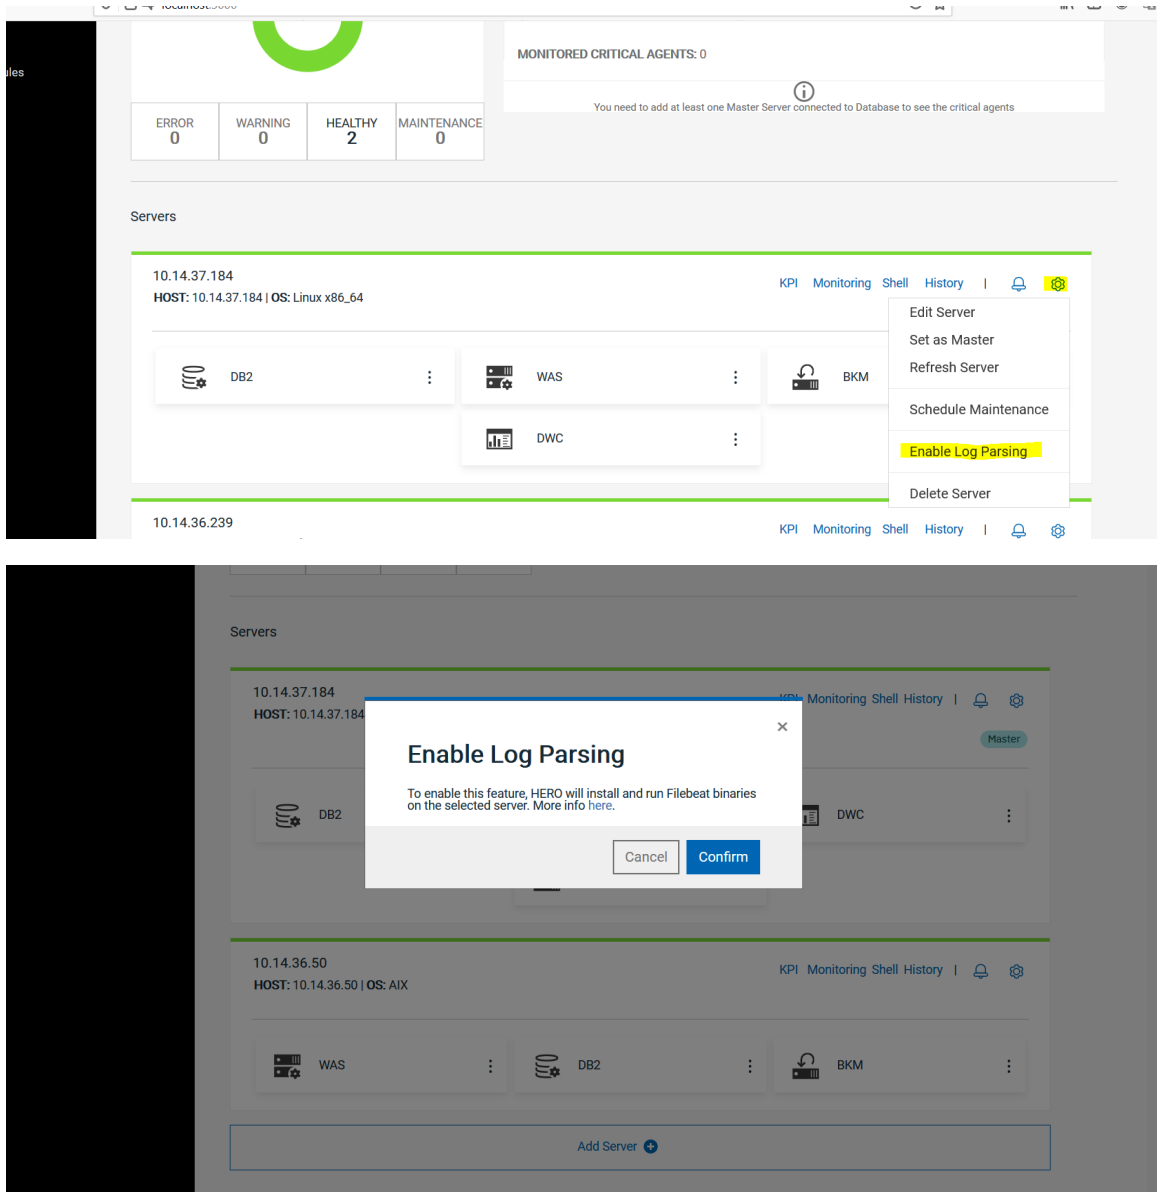 MONITORED CRITICAL AGENTS: 0
You need to add at least one Master Server connected to Database to see the critical agents
ERROR WARNING HEALTHY MAINTENANCE
0 0 2 0
Servers
10.14.37.184
HOST: 10.14.37.184 | OS: Linux x86_64
KPI Monitoring Shell History |
Edit Server
Set as Master
Refresh Server
Schedule Maintenance
Enable Log Parsing
Delete Server
DB2 WAS BKM
DWC
10.14.36.239
KPI Monitoring Shell History |
Servers
10.14.37.184
HOST: 10.14.37.184
KPI Monitoring Shell History |
Master
Enable Log Parsing
To enable this feature, HERO will install and run Filebeat binaries
on the selected server. More info here.
Cancel Confirm
DB2 DWC
10.14.36.50
HOST: 10.14.36.50 | OS: AIX
KPI Monitoring Shell History |
WAS DB2 BKM
Add Server